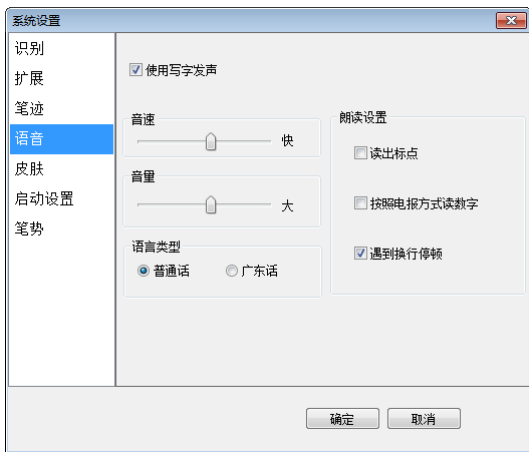 系统设置
识别
扩展
笔迹
语音
皮肤
启动设置
笔势
使用写字发声
音速
快
音量
大
语言类型
普通话 广东话
朗读设置
读出标点
按照电报方式读数字
遇到换行停顿
确定 取消